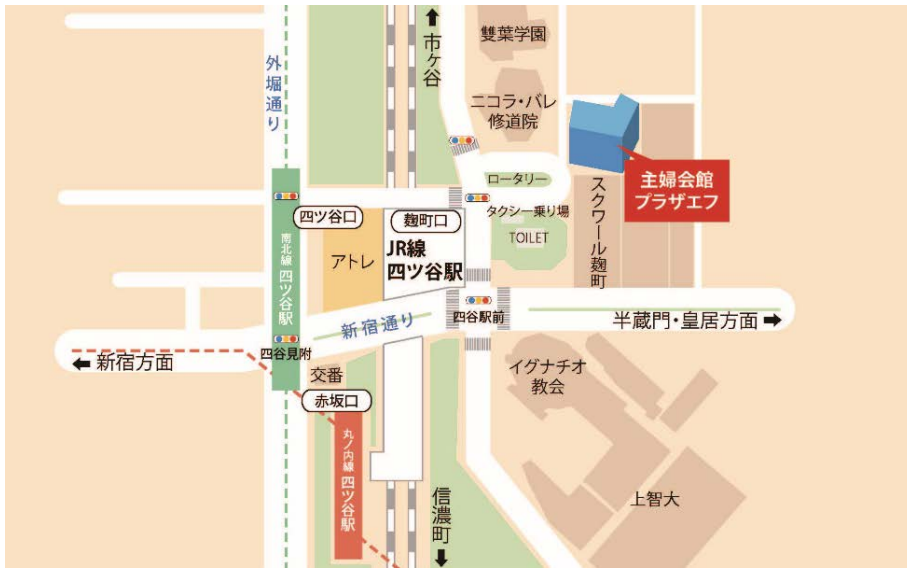 外堀通り
市ケ谷
雙葉学園
ニコラ・バレ
修道院
主婦会館
プラザエフ
ロータリー
タクシー乗り場
TOILET
スクワール麹町
四ツ谷口
麹町口
JR線
四ツ谷駅
アトレ
南北線 四ツ谷駅
新宿通り
四谷駅前
半蔵門・皇居方面
四谷見附
新宿方面
交番
赤坂口
丸ノ内線 四ツ谷駅
イグナチオ
教会
上智大
信濃町